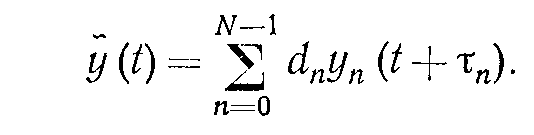 ỹ (t) = ∑_{n=0}^{N—1} d_n y_n (t + τ_n).